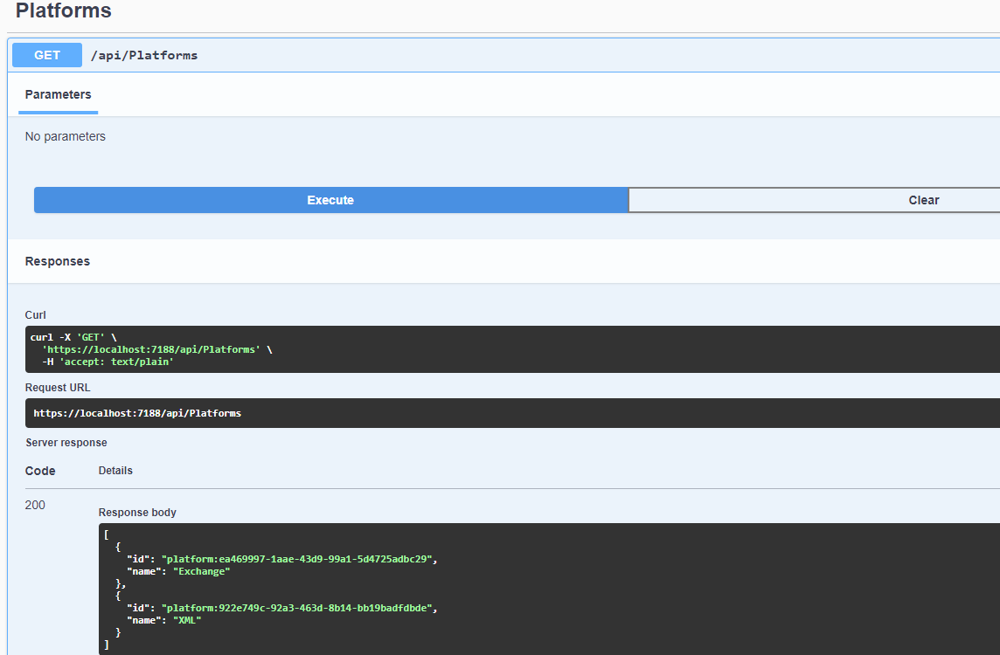 Platforms
GET /api/Platforms
Parameters
No parameters
Execute Clear
Responses
Curl
curl -X 'GET' \
  'https://localhost:7188/api/Platforms' \
  -H 'accept: text/plain'
Request URL
https://localhost:7188/api/Platforms
Server response
Code Details
200
Response body
[
  {
    "id": "platform:ea469997-1aae-43d9-99a1-5d4725adbc29",
    "name": "Exchange"
  },
  {
    "id": "platform:922e749c-92a3-463d-8b14-bb19badfdbde",
    "name": "XML"
  }
]